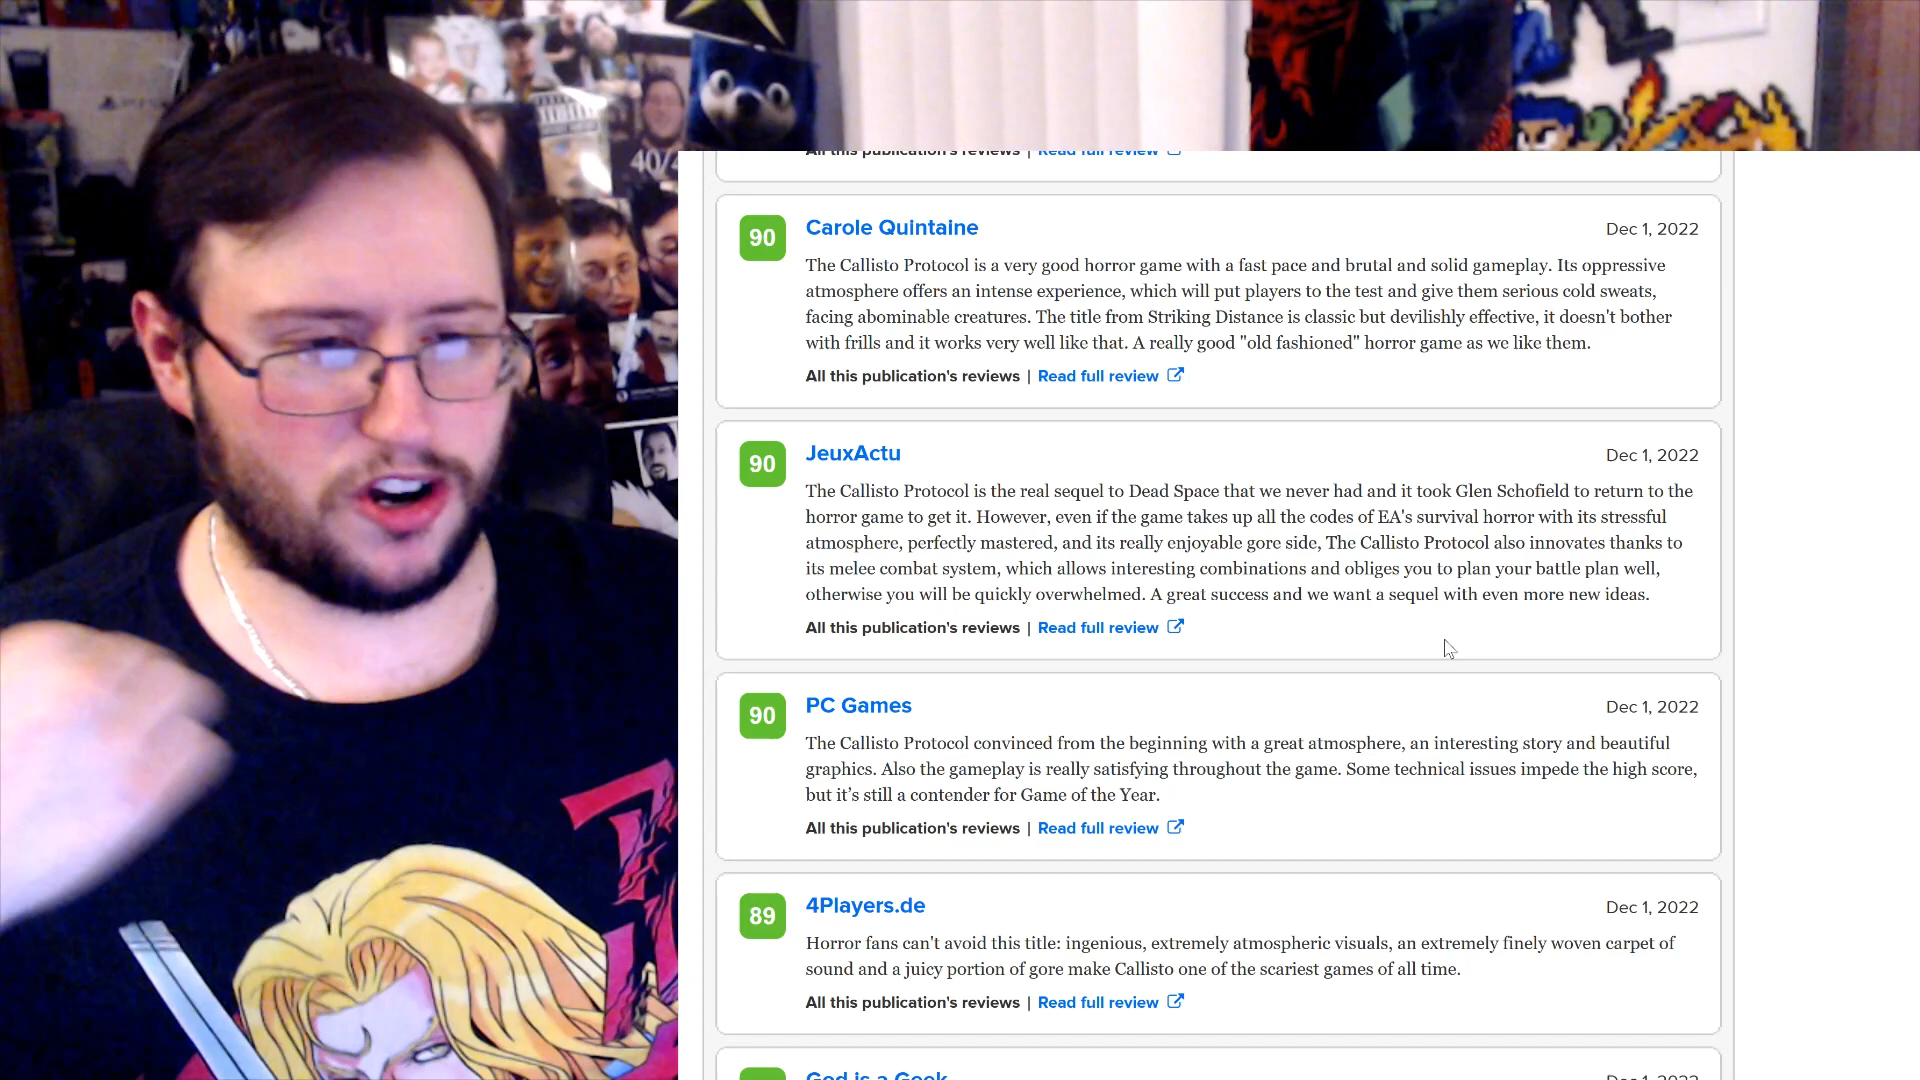 40/4
All this publication's reviews | Read full review
90
Carole Quintaine
Dec 1, 2022
The Callisto Protocol is a very good horror game with a fast pace and brutal and solid gameplay. Its oppressive
atmosphere offers an intense experience, which will put players to the test and give them serious cold sweats,
facing abominable creatures. The title from Striking Distance is classic but devilishly effective, it doesn't bother
with frills and it works very well like that. A really good "old fashioned" horror game as we like them.
All this publication's reviews | Read full review
90
JeuxActu
Dec 1, 2022
The Callisto Protocol is the real sequel to Dead Space that we never had and it took Glen Schofield to return to the
horror game to get it. However, even if the game takes up all the codes of EA's survival horror with its stressful
atmosphere, perfectly mastered, and its really enjoyable gore side, The Callisto Protocol also innovates thanks to
its melee combat system, which allows interesting combinations and obliges you to plan your battle plan well,
otherwise you will be quickly overwhelmed. A great success and we want a sequel with even more new ideas.
All this publication's reviews | Read full review
90
PC Games
Dec 1, 2022
The Callisto Protocol convinced from the beginning with a great atmosphere, an interesting story and beautiful
graphics. Also the gameplay is really satisfying throughout the game. Some technical issues impede the high score,
but it’s still a contender for Game of the Year.
All this publication's reviews | Read full review
89
4Players.de
Dec 1, 2022
Horror fans can't avoid this title: ingenious, extremely atmospheric visuals, an extremely finely woven carpet of
sound and a juicy portion of gore make Callisto one of the scariest games of all time.
All this publication's reviews | Read full review
God is a Geek
Dec 1, 2022